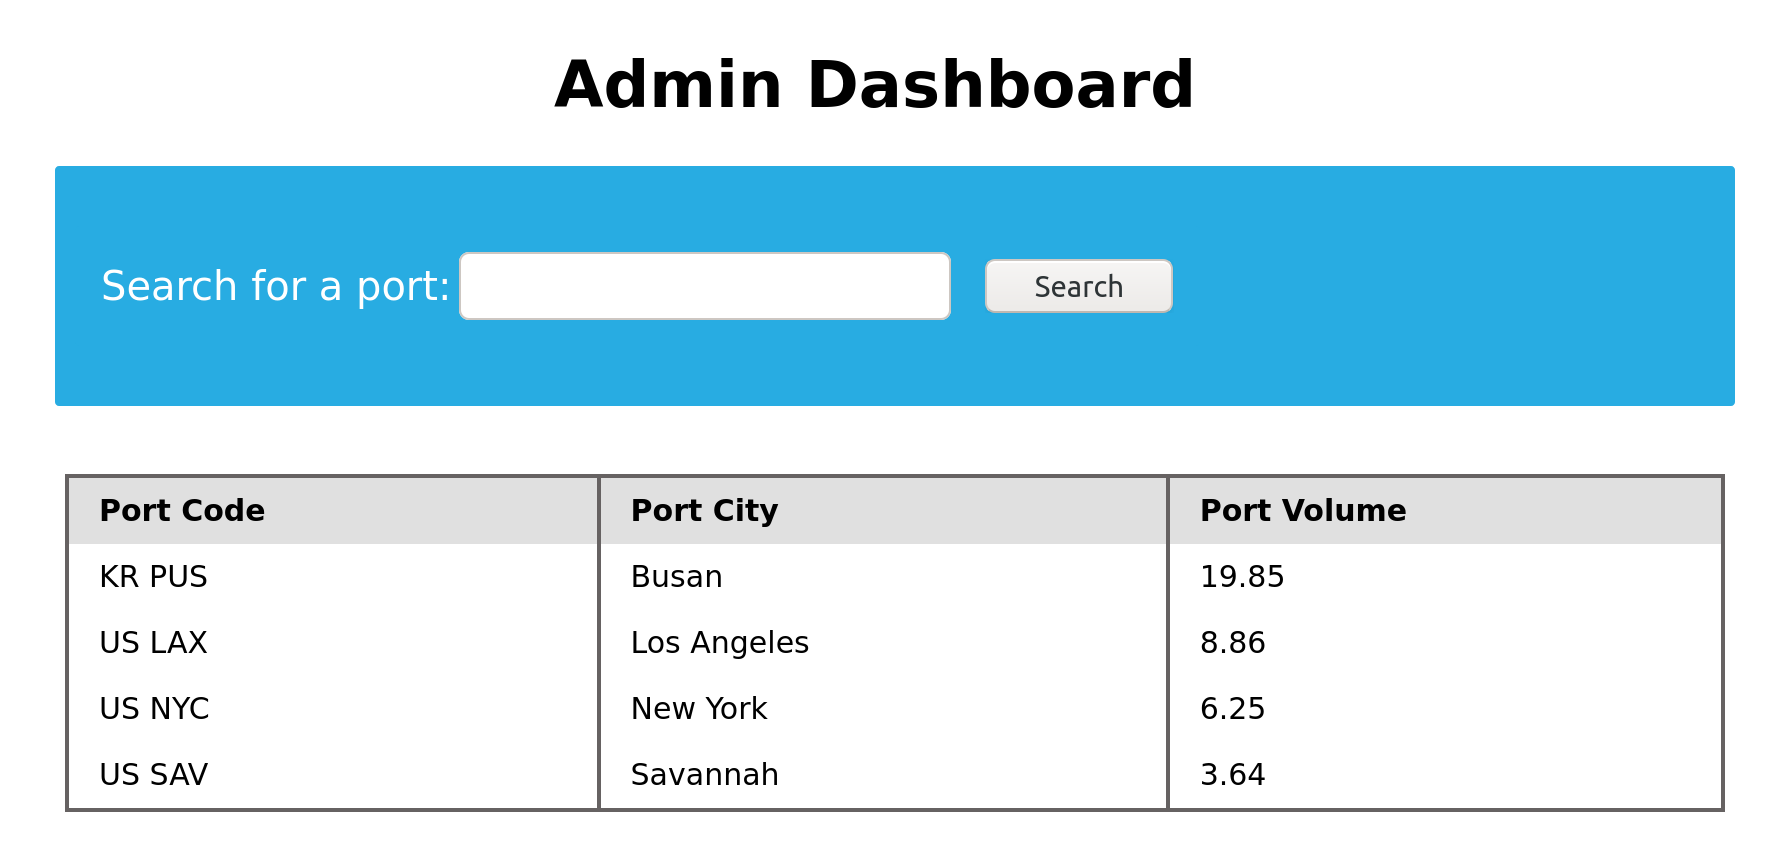 Admin Dashboard
Search for a port: Search
Port Code Port City Port Volume
KR PUS Busan 19.85
US LAX Los Angeles 8.86
US NYC New York 6.25
US SAV Savannah 3.64